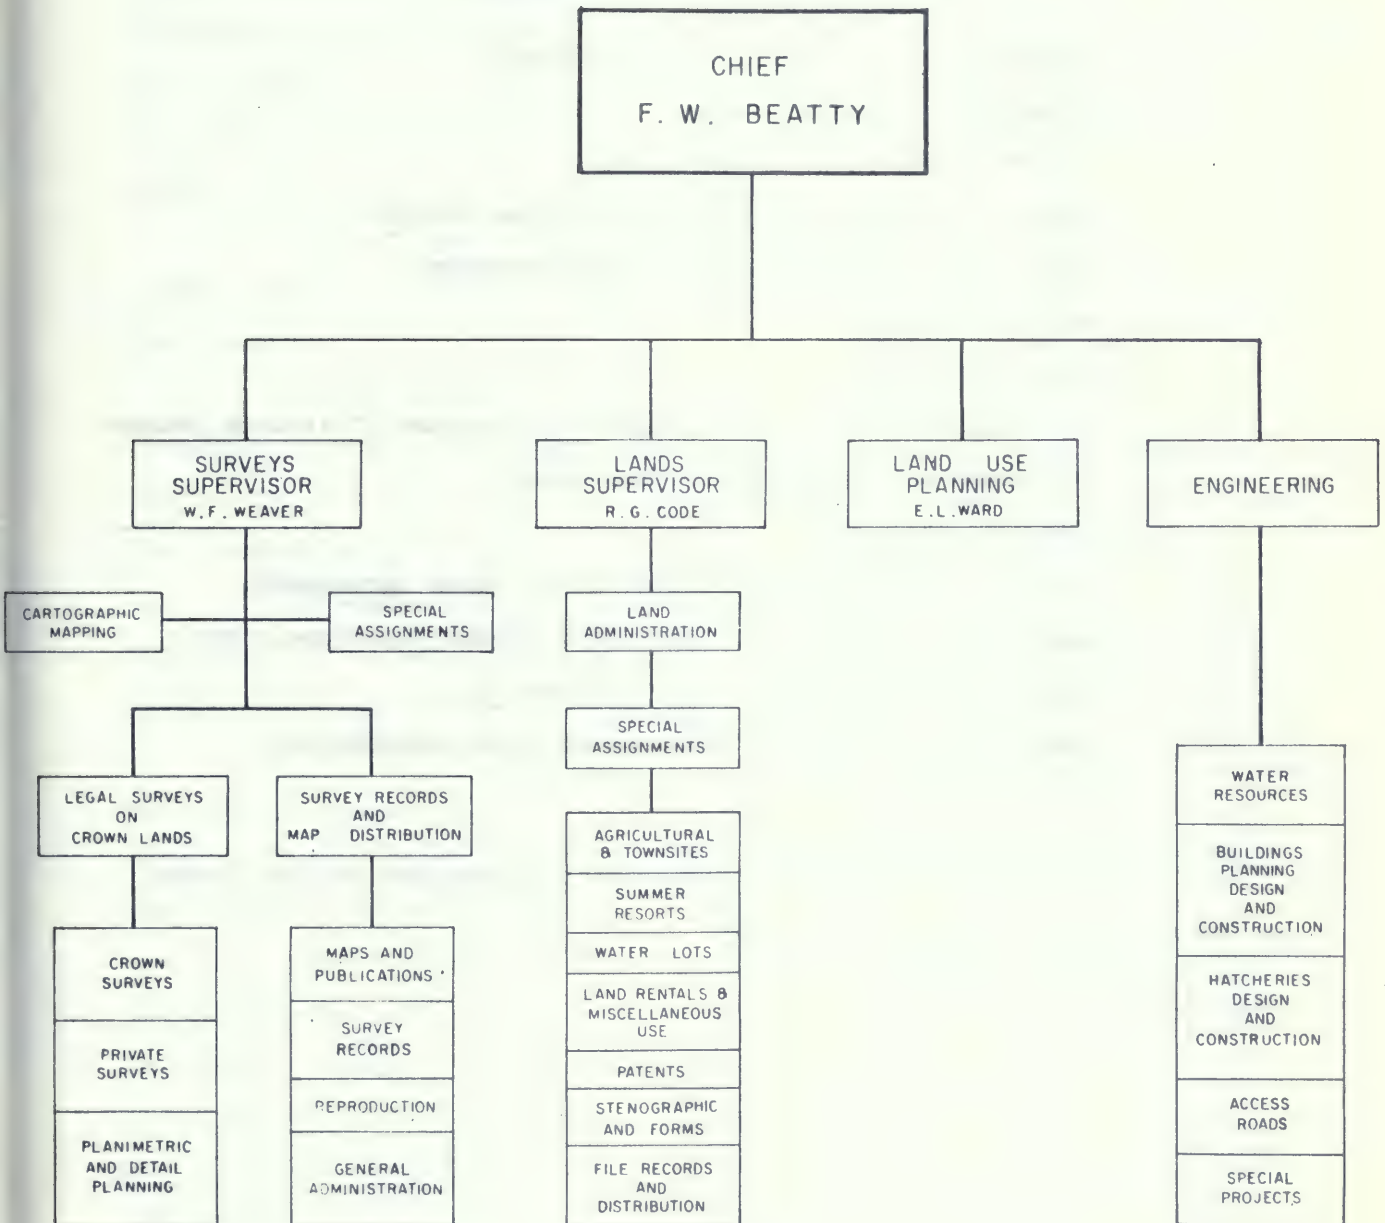 CHIEF
F. W. BEATTY
SURVEYS
SUPERVISOR
W. F. WEAVER
LANDS
SUPERVISOR
R. G. CODE
LAND USE
PLANNING
E. L. WARD
ENGINEERING
CARTOGRAPHIC
MAPPING
SPECIAL
ASSIGNMENTS
LAND
ADMINISTRATION
SPECIAL
ASSIGNMENTS
LEGAL SURVEYS
ON
CROWN LANDS
SURVEY RECORDS
AND
MAP DISTRIBUTION
CROWN
SURVEYS
PRIVATE
SURVEYS
PLANIMETRIC
AND DETAIL
PLANNING
MAPS AND
PUBLICATIONS
SURVEY
RECORDS
REPRODUCTION
GENERAL
ADMINISTRATION
AGRICULTURAL
& TOWNSITES
SUMMER
RESORTS
WATER LOTS
LAND RENTALS &
MISCELLANEOUS
USE
PATENTS
STENOGRAPHIC
AND FORMS
FILE RECORDS
AND
DISTRIBUTION
WATER
RESOURCES
BUILDINGS
PLANNING
DESIGN
AND
CONSTRUCTION
HATCHERIES
DESIGN
AND
CONSTRUCTION
ACCESS
ROADS
SPECIAL
PROJECTS